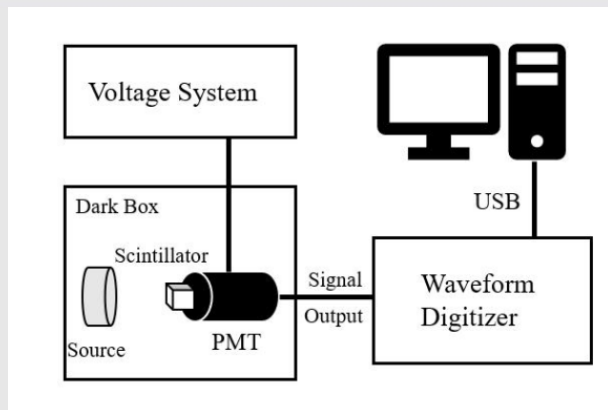 Voltage System
Dark Box
Scintillator
Source
PMT
Signal
Output
USB
Waveform
Digitizer